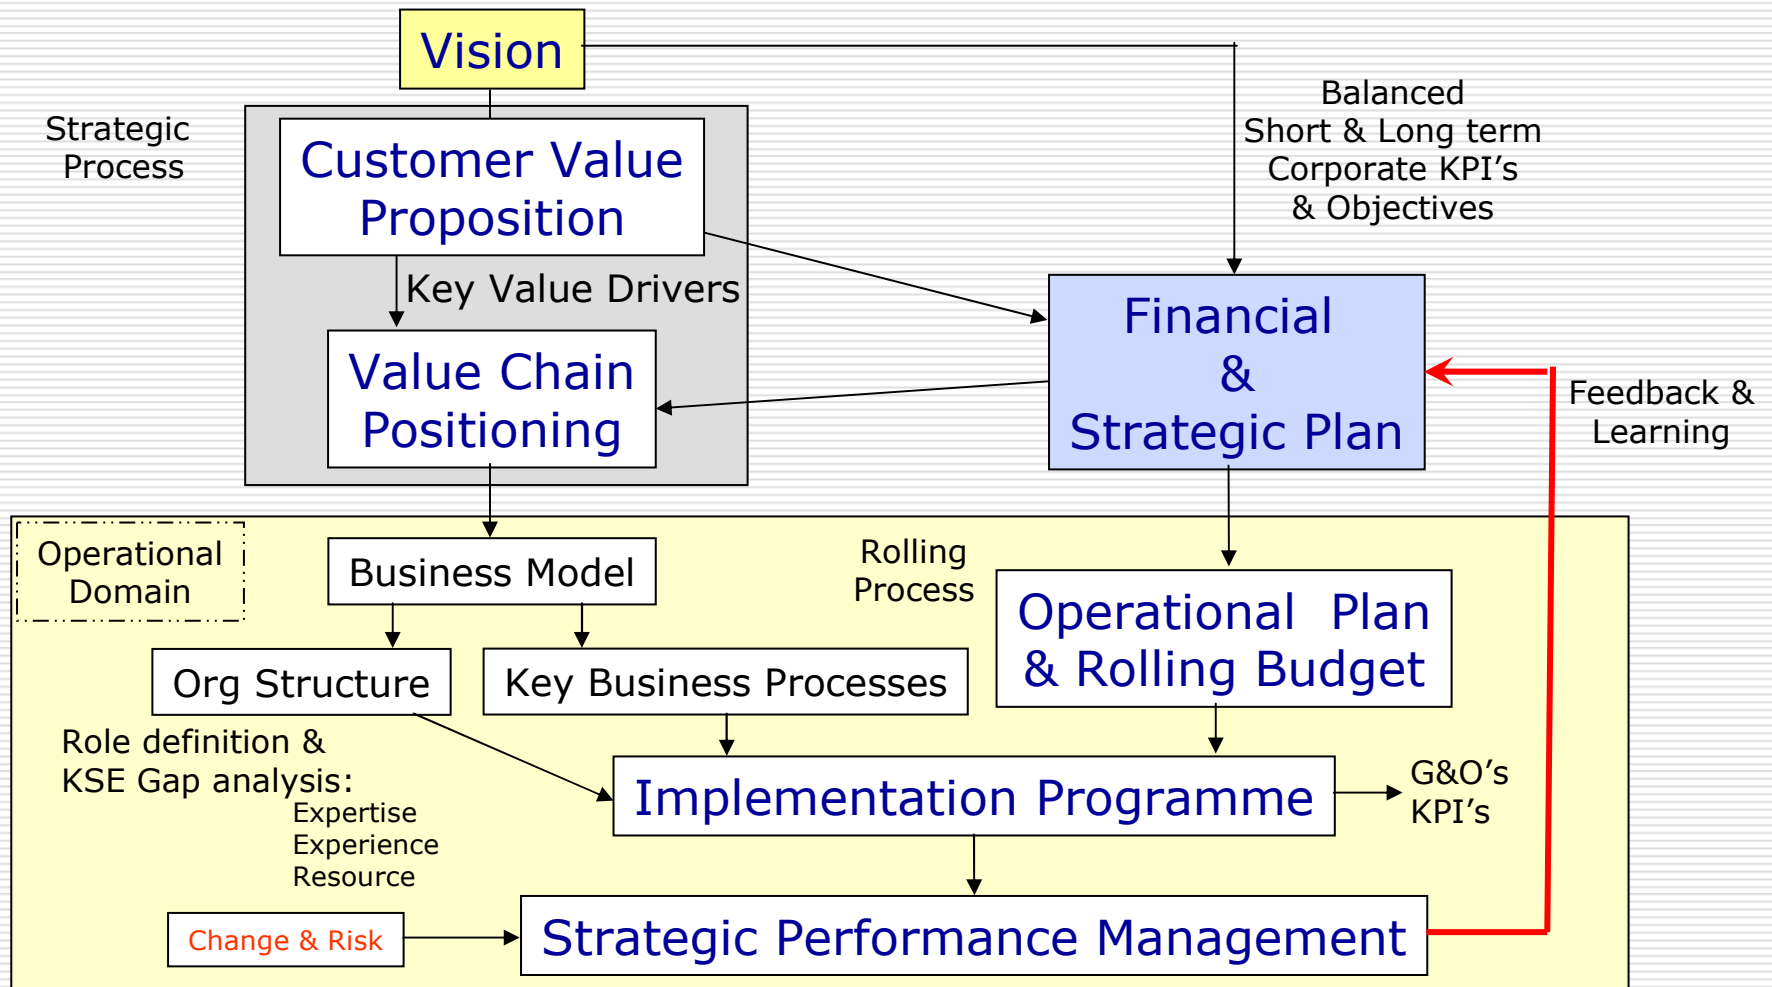 Vision
Strategic
Process
Balanced
Short & Long term
Corporate KPI's
& Objectives
Customer Value
Proposition
Key Value Drivers
Value Chain
Positioning
Financial
&
Strategic Plan
Feedback &
Learning
Operational
Domain
Business Model
Rolling
Process
Operational Plan
& Rolling Budget
Org Structure
Key Business Processes
Role definition &
KSE Gap analysis:
Expertise
Experience
Resource
Implementation Programme
G&O's
KPI's
Change & Risk
Strategic Performance Management